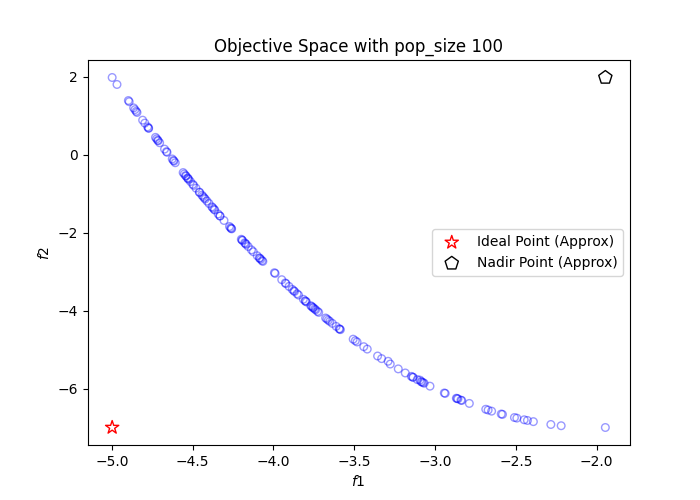 Objective Space with pop_size 100
2
0
−2
−4
−6
f2
Ideal Point (Approx)
Nadir Point (Approx)
−5.0 −4.5 −4.0 −3.5 −3.0 −2.5 −2.0
f1